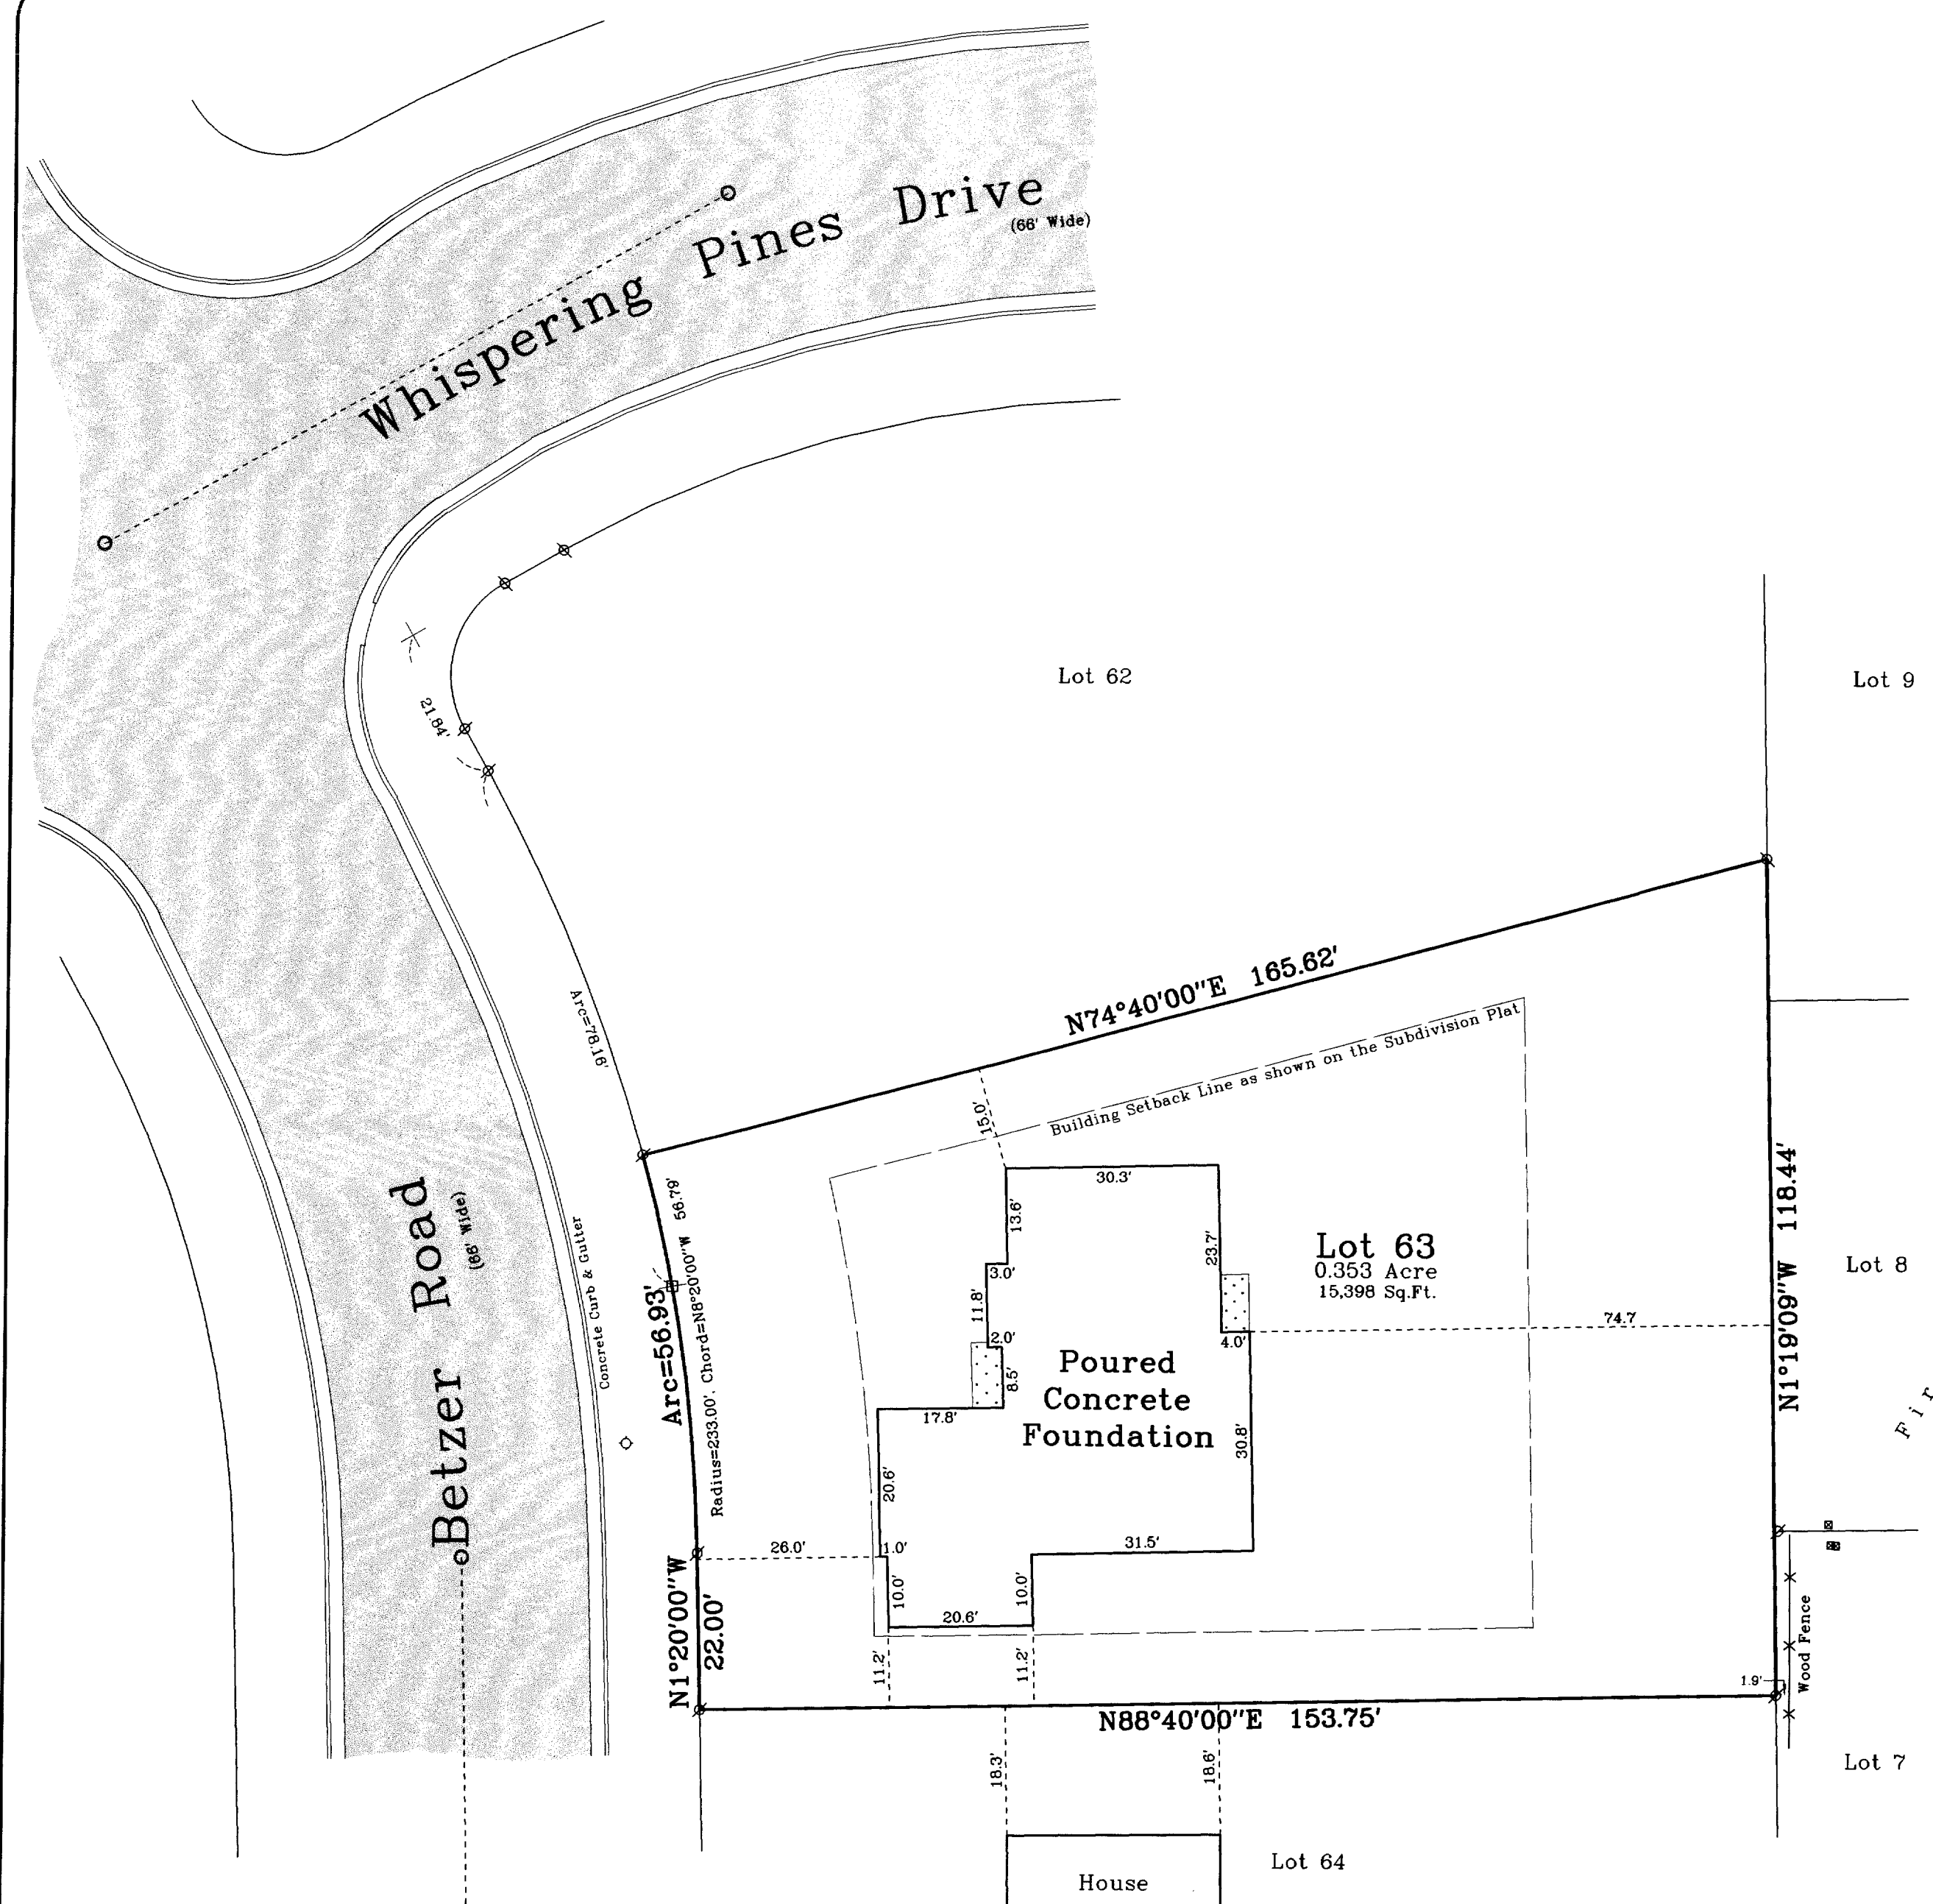 Whispering Pines Drive
(66' Wide)
Lot 62
Lot 9
21.84'
Arc=78.16'
N74°40'00"E 165.62'
Building Setback Line as shown on the Subdivision Plat
15.0'
30.3'
13.6'
23.7'
3.0'
11.8'
2.0'
8.5'
4.0'
17.8'
20.6'
30.8'
1.0'
31.5'
10.0'
10.0'
20.6'
11.2'
11.2'
Lot 63
0.353 Acre
15,398 Sq.Ft.
74.7
Poured
Concrete
Foundation
N1°19'09"W 118.44'
Lot 8
Fir
Betzer Road
(66' Wide)
Concrete Curb & Gutter
Arc=56.93'
Radius=233.00', Chord=N8°20'00"W 56.79'
26.0'
N1°20'00"W
22.00'
N88°40'00"E 153.75'
1.9'
Wood Fence
Lot 7
18.3'
18.6'
House
Lot 64